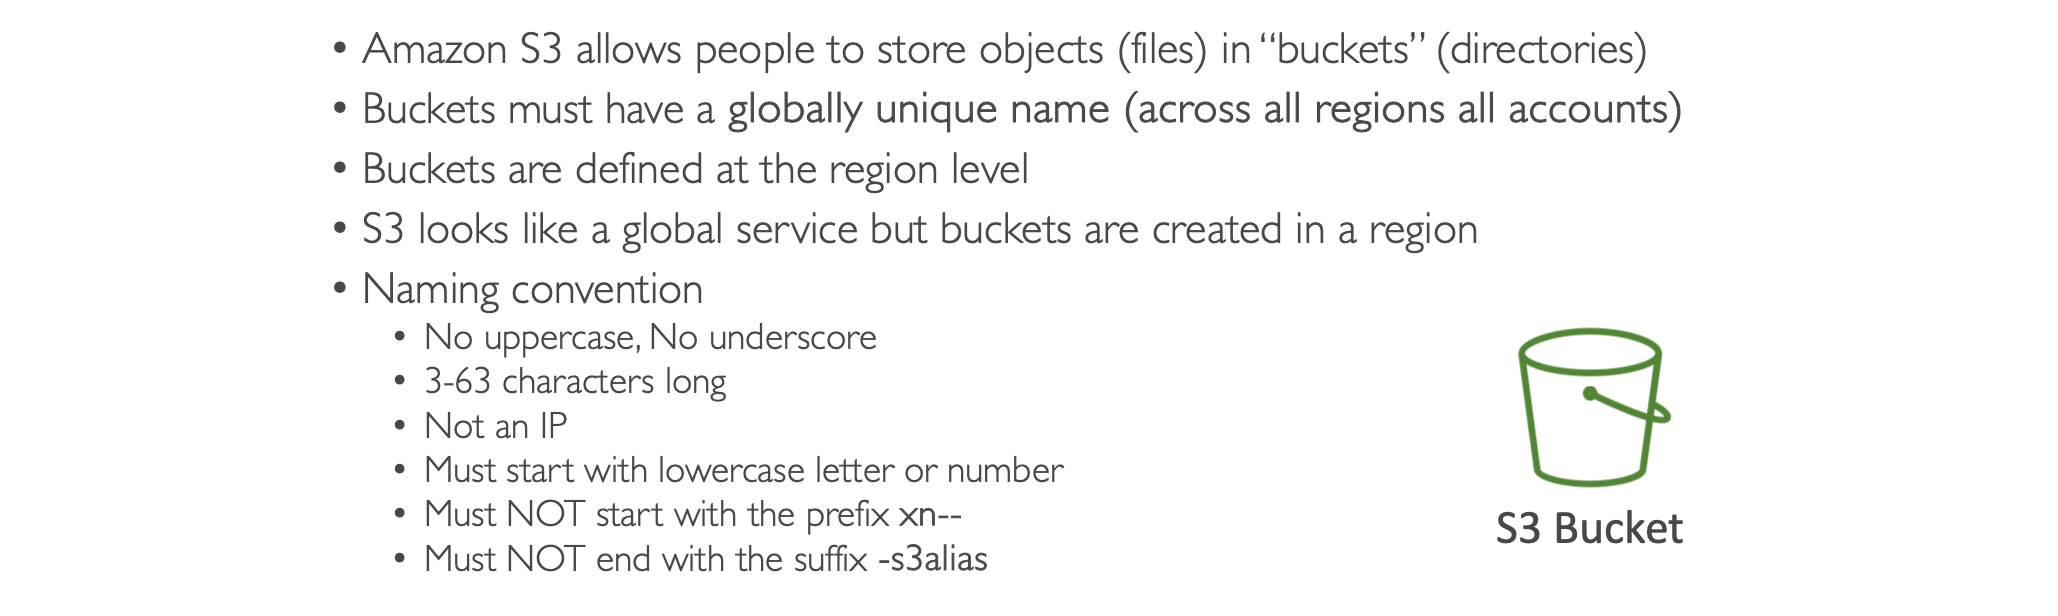 • Amazon S3 allows people to store objects (files) in “buckets” (directories)
• Buckets must have a globally unique name (across all regions all accounts)
• Buckets are defined at the region level
• S3 looks like a global service but buckets are created in a region
• Naming convention
• No uppercase, No underscore
• 3-63 characters long
• Not an IP
• Must start with lowercase letter or number
• Must NOT start with the prefix xn--
• Must NOT end with the suffix -s3alias
S3 Bucket